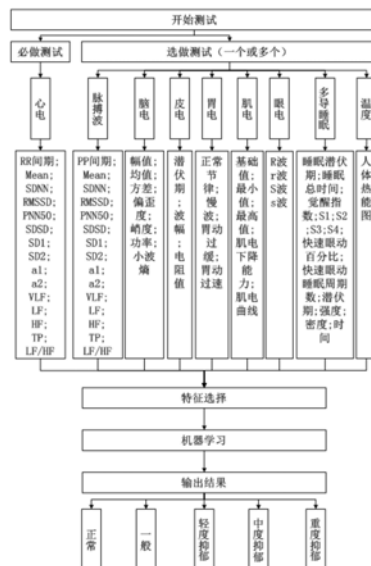 开始测试
必做测试
选做测试(一个或多个)
心电
脉搏波
脑电
皮电
胃电
肌电
眼电
多导睡眠
温度
RR间期;
Mean;
SDNN;
RMSSD;
PNN50;
SDSD;
SD1;
SD2;
a1;
a2;
VLF;
LF;
HF;
TP;
LF/HF
PP间期;
Mean;
SDNN;
RMSSD;
PNN50;
SDSD;
SD1;
SD2;
a1;
a2;
VLF;
LF;
HF;
TP;
LF/HF
幅值;
均值;
方差;
偏歪
度;
峭度;
功率;
小波
熵
潜
伏
期
;
波
幅
;
电
阻
值
正常
节
律;
慢
波;
胃动
过
缓;
胃动
过速
基础
值;
最小
值;
最高
值;
肌电
下降
能
力;
肌电
曲线
R波
r波
S波
s波
睡眠潜伏
期;睡眠
总时间;
觉醒指
数;S1;S2
;S3;S4;
快速眼动
百分比;
快速眼动
睡眠周期
数;潜伏
期;强度;
密度;时
间
人
体
热
能
图
特征选择
机器学习
输出结果
正常
一般
轻度抑郁
中度抑郁
重度抑郁